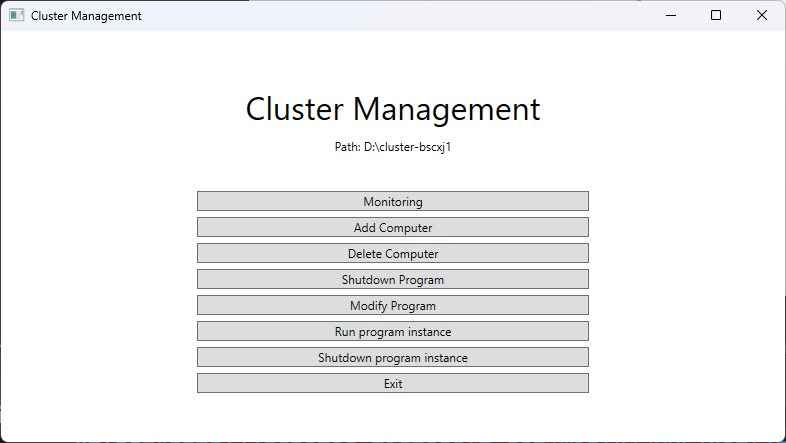 Cluster Management
Cluster Management
Path: D:\cluster-bscxj1
Monitoring
Add Computer
Delete Computer
Shutdown Program
Modify Program
Run program instance
Shutdown program instance
Exit